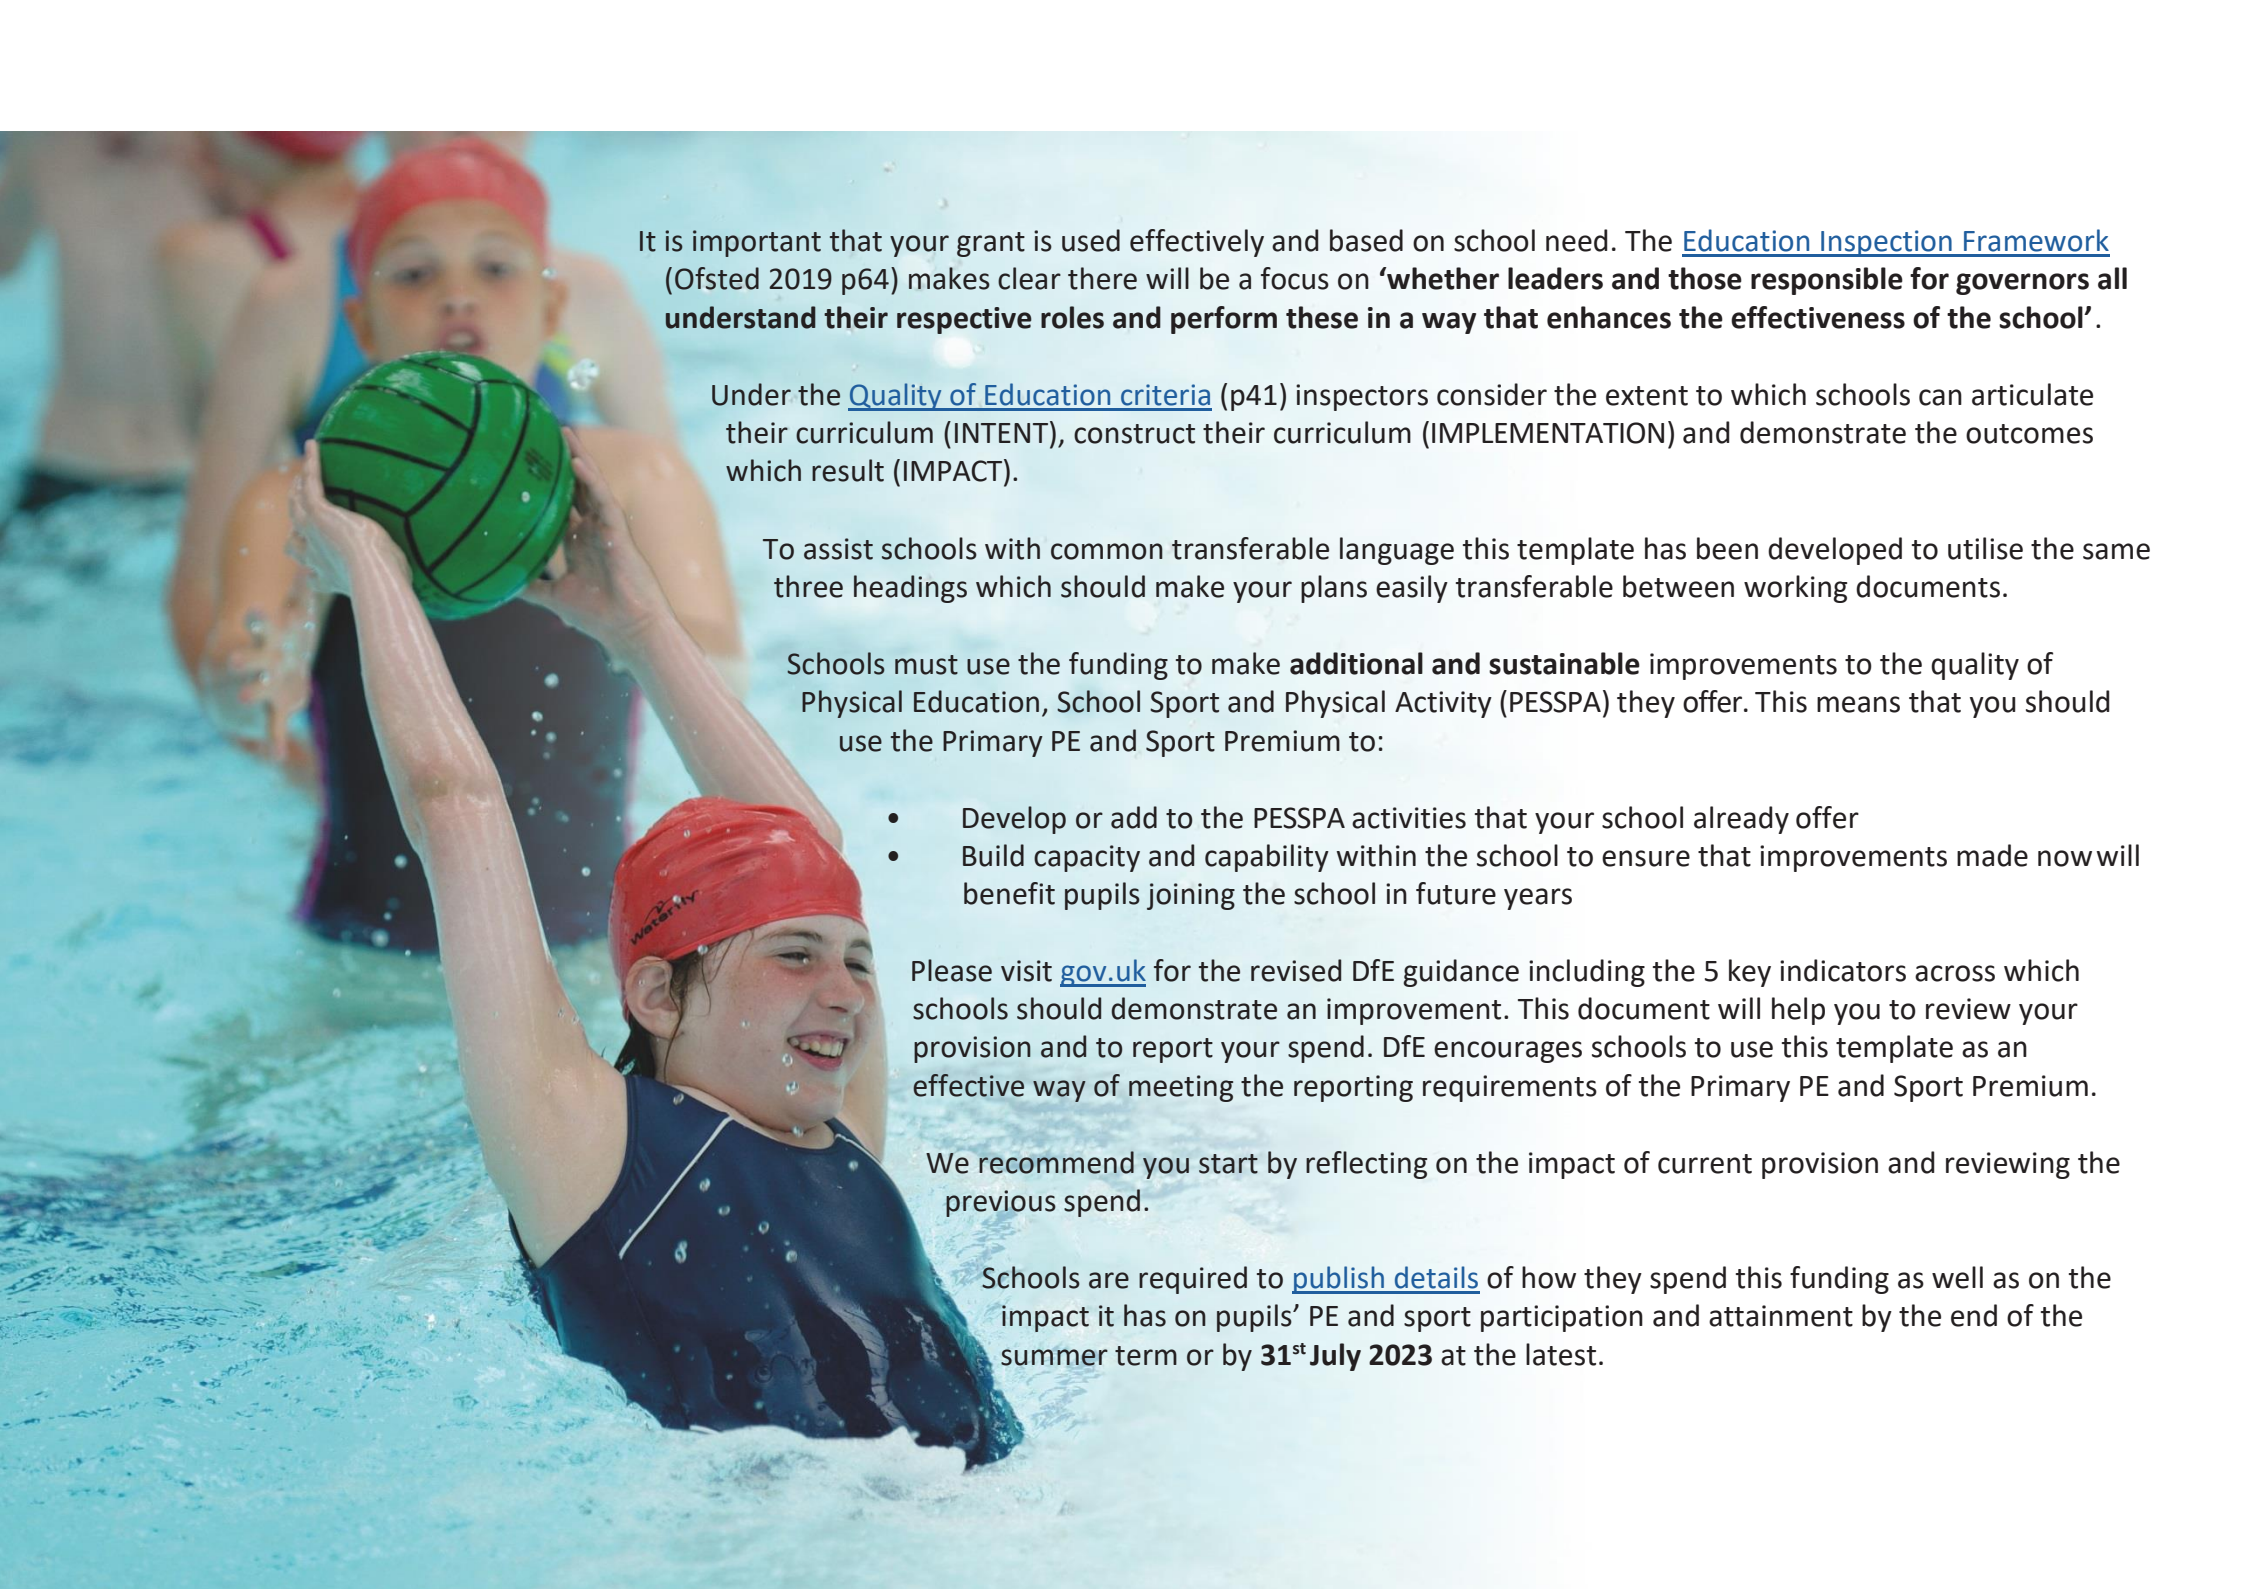 It is important that your grant is used effectively and based on school need. The Education Inspection Framework
(Ofsted 2019 p64) makes clear there will be a focus on ‘whether leaders and those responsible for governors all
understand their respective roles and perform these in a way that enhances the effectiveness of the school’.
Under the Quality of Education criteria (p41) inspectors consider the extent to which schools can articulate
their curriculum (INTENT), construct their curriculum (IMPLEMENTATION) and demonstrate the outcomes
which result (IMPACT).
To assist schools with common transferable language this template has been developed to utilise the same
three headings which should make your plans easily transferable between working documents.
Schools must use the funding to make additional and sustainable improvements to the quality of
Physical Education, School Sport and Physical Activity (PESSPA) they offer. This means that you should
use the Primary PE and Sport Premium to:
• Develop or add to the PESSPA activities that your school already offer
• Build capacity and capability within the school to ensure that improvements made now will
benefit pupils joining the school in future years
Please visit gov.uk for the revised DfE guidance including the 5 key indicators across which
schools should demonstrate an improvement. This document will help you to review your
provision and to report your spend. DfE encourages schools to use this template as an
effective way of meeting the reporting requirements of the Primary PE and Sport Premium.
We recommend you start by reflecting on the impact of current provision and reviewing the
previous spend.
Schools are required to publish details of how they spend this funding as well as on the
impact it has on pupils’ PE and sport participation and attainment by the end of the
summer term or by 31st July 2023 at the latest.